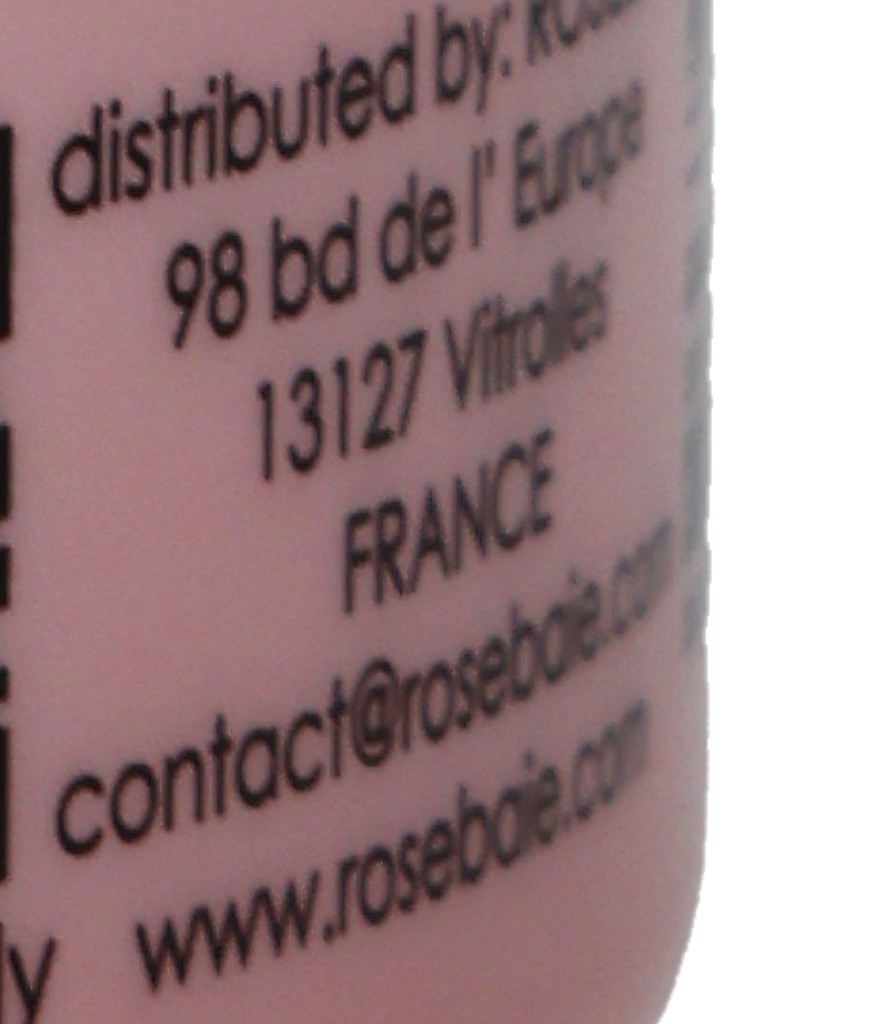 distributed by:
98 bd de l' Europe
13127 Vitrolles
FRANCE
contact@rosebaie.com
www.rosebaie.com